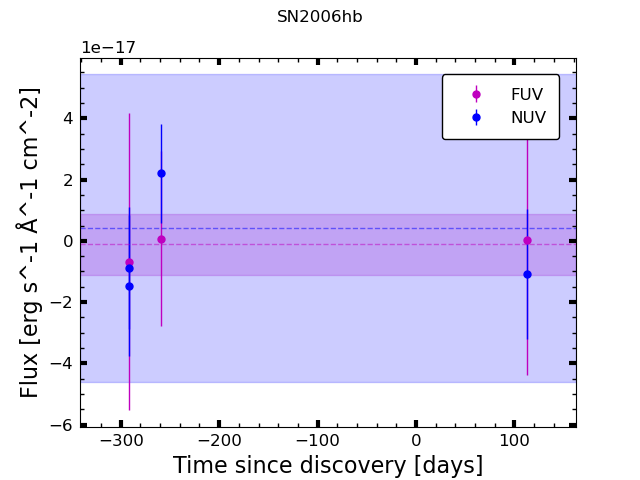 SN2006hb
1e−17
FUV
NUV
4
2
0
−2
−4
−6
Flux [erg s^-1 Å^-1 cm^-2]
−300
−200
−100
0
100
Time since discovery [days]